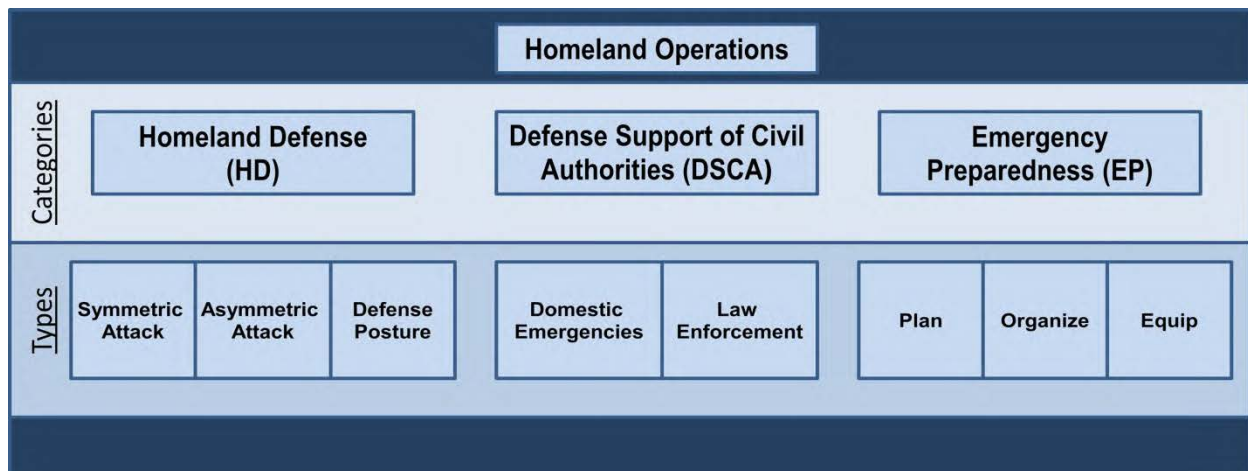 Homeland Operations
Categories
Homeland Defense
(HD)
Defense Support of Civil
Authorities (DSCA)
Emergency
Preparedness (EP)
Types
Symmetric
Attack
Asymmetric
Attack
Defense
Posture
Domestic
Emergencies
Law
Enforcement
Plan
Organize
Equip